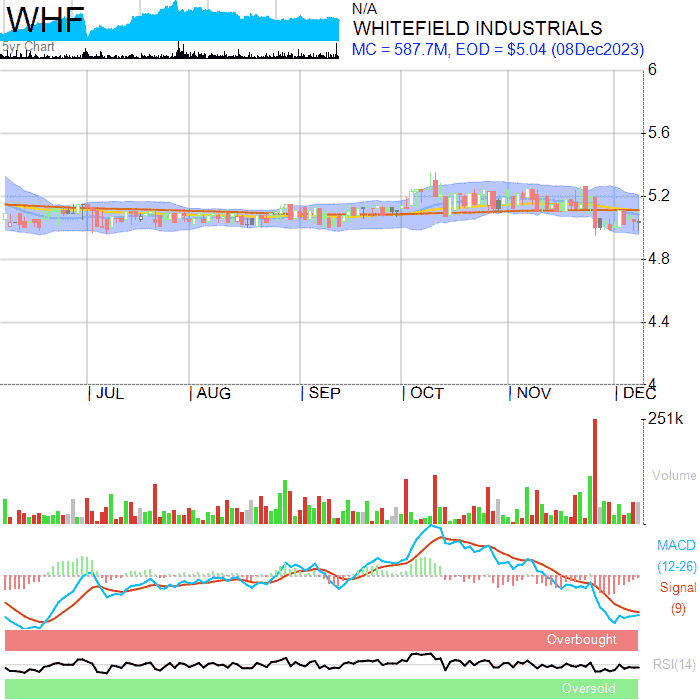 WHF
5yr Chart
N/A
WHITEFIELD INDUSTRIALS
MC = 587.7M, EOD = $5.04 (08Dec2023)
6
5.6
5.2
4.8
4.4
4
JUL AUG SEP OCT NOV DEC
251k
Volume
MACD
(12-26)
Signal
(9)
Overbought
RSI(14)
Oversold